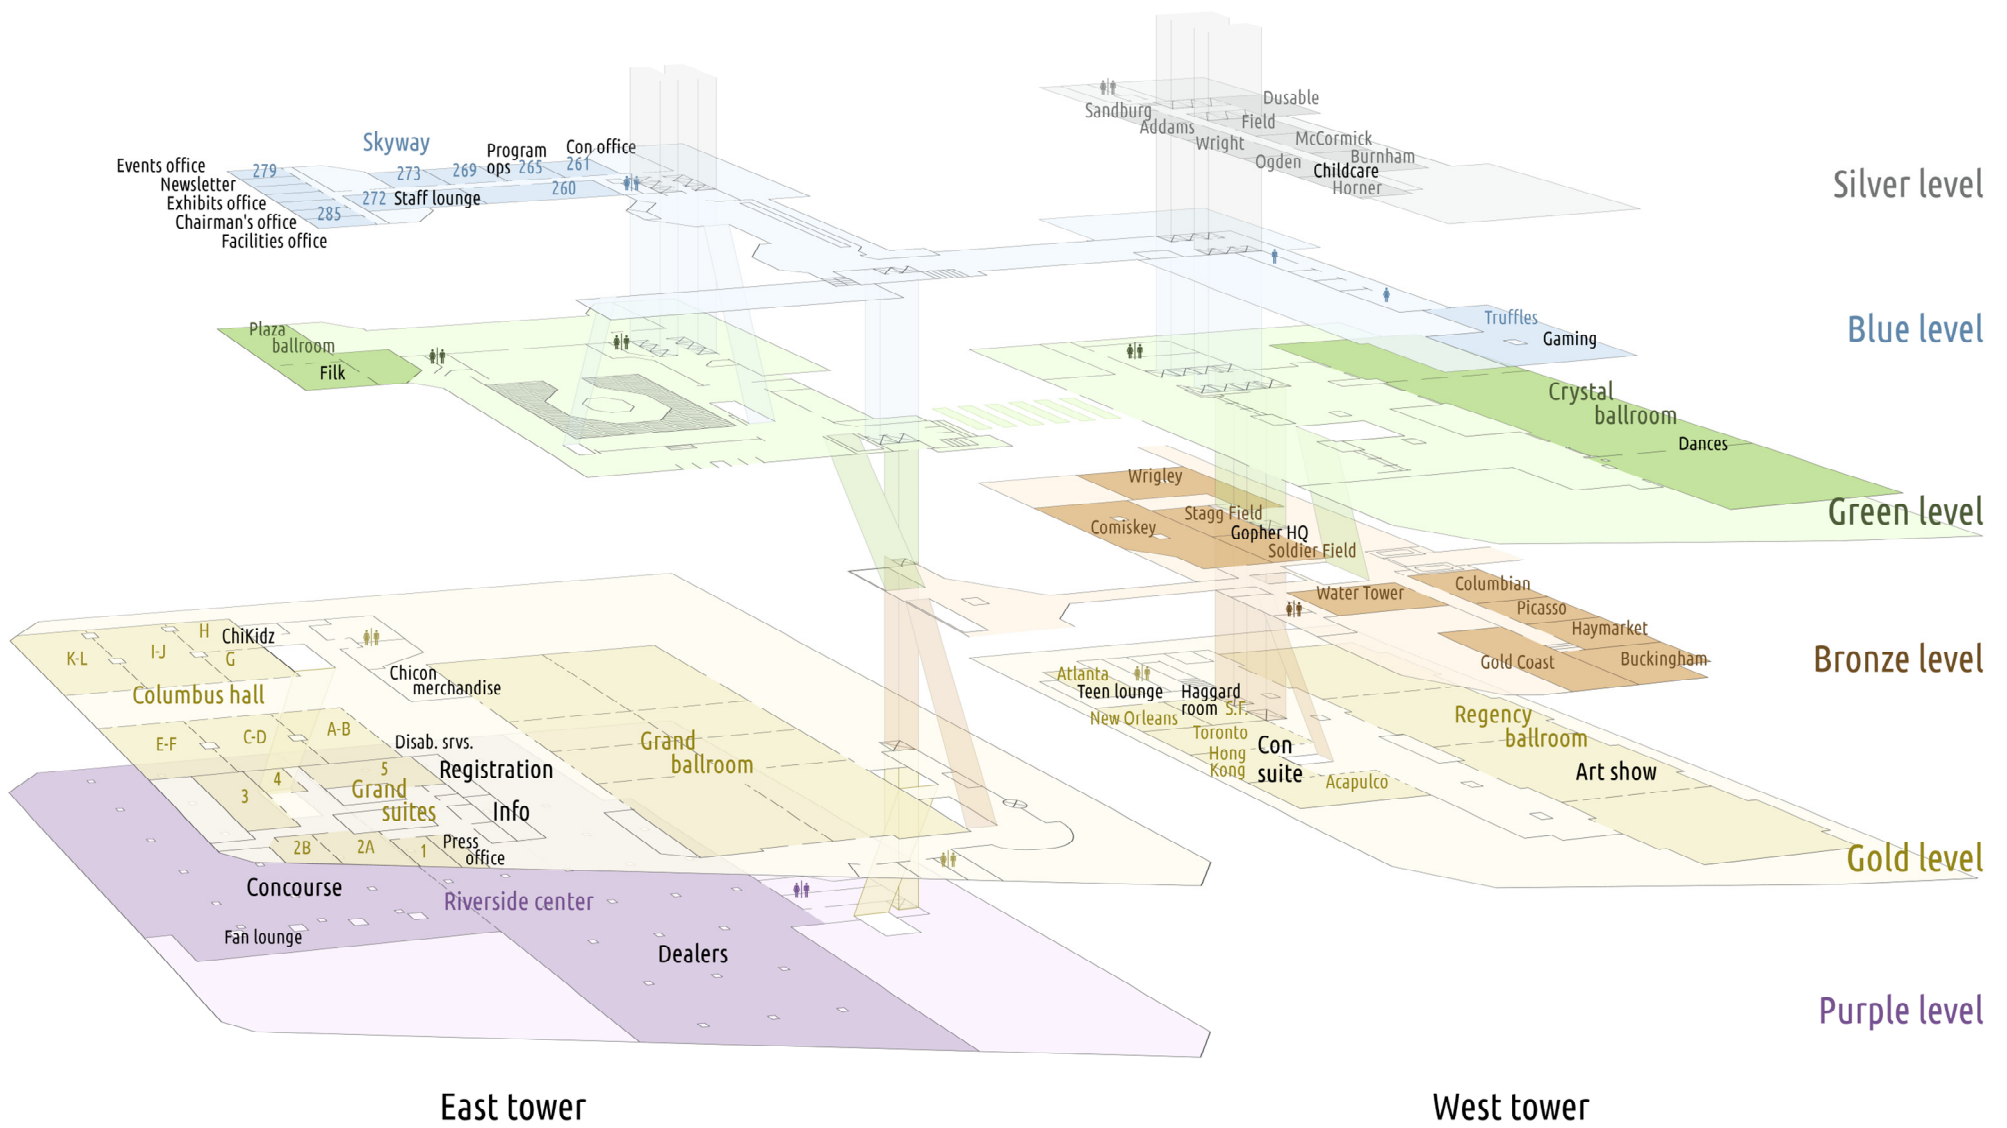 Dusable
Sandburg
Field
Addams
McCormick
Wright
Burnham
Ogden
Childcare
Horner
Silver level
Skyway
Con office
Program
ops
Events office
279
273
269
265
261
Newsletter
260
Exhibits office
272
Staff lounge
Chairman's office
285
Facilities office
Truffles
Gaming
Blue level
Plaza
ballroom
Filk
Crystal
ballroom
Dances
Green level
Wrigley
Stagg Field
Comiskey
Gopher HQ
Soldier Field
Columbian
Water Tower
Picasso
Haymarket
Gold Coast
Buckingham
Bronze level
H
ChiKidz
K-L
I-J
G
Columbus hall
Chicon
merchandise
E-F
C-D
A-B
Disab. srvs.
Registration
5
4
3
Grand
suites
Info
2B
2A
1
Press
office
Grand
ballroom
Atlanta
Teen lounge
Haggard
room
S.F.
New Orleans
Toronto
Hong
Kong
Con
suite
Acapulco
Regency
ballroom
Art show
Gold level
Concourse
Riverside center
Fan lounge
Dealers
Purple level
East tower
West tower